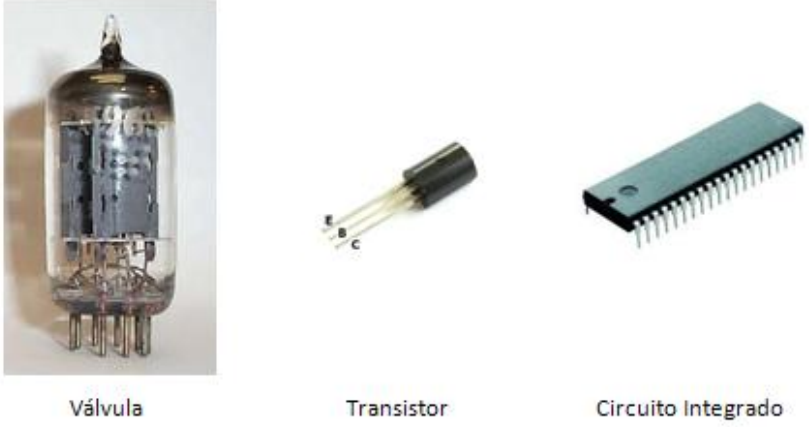 E
B
C
Válvula
Transistor
Circuito Integrado